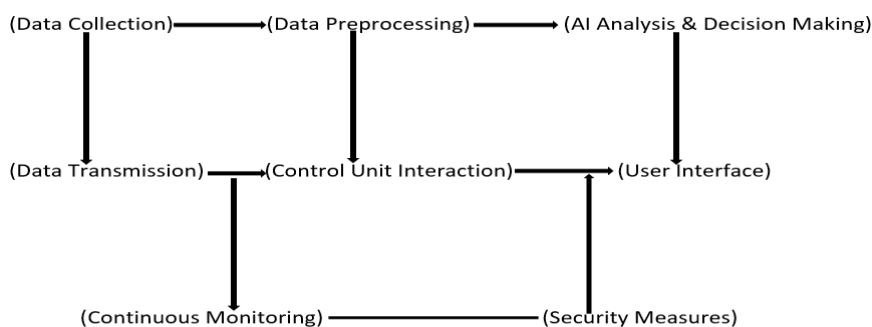 (Data Collection) (Data Preprocessing) (AI Analysis & Decision Making)
(Data Transmission) (Control Unit Interaction) (User Interface)
(Continuous Monitoring) (Security Measures)